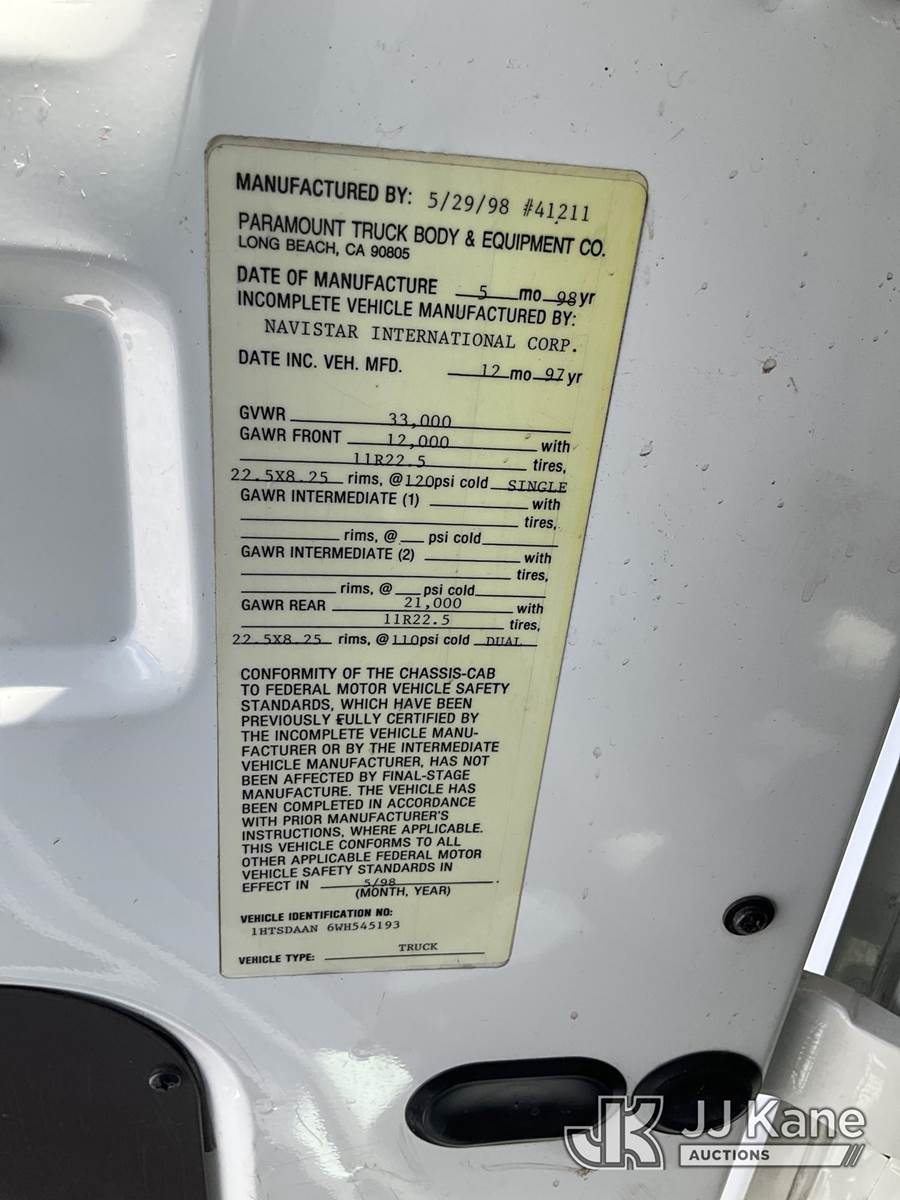 MANUFACTURED BY: 5/29/98 #41211
PARAMOUNT TRUCK BODY & EQUIPMENT CO.
LONG BEACH, CA 90805
DATE OF MANUFACTURE 5 mo 98 yr
INCOMPLETE VEHICLE MANUFACTURED BY:
NAVISTAR INTERNATIONAL CORP.
DATE INC. VEH. MFD. 12 mo 97 yr
GVWR 33,000
GAWR FRONT 12,000 with
11R22.5 tires,
22.5X8.25 rims, @ 120 psi cold SINGLE
GAWR INTERMEDIATE (1) with
tires,
rims, @ psi cold
GAWR INTERMEDIATE (2) with
tires,
rims, @ psi cold
GAWR REAR 21,000 with
11R22.5 tires,
22.5X8.25 rims, @ 110 psi cold DUAL
CONFORMITY OF THE CHASSIS-CAB
TO FEDERAL MOTOR VEHICLE SAFETY
STANDARDS, WHICH HAVE BEEN
PREVIOUSLY FULLY CERTIFIED BY
THE INCOMPLETE VEHICLE MANU-
FACTURER OR BY THE INTERMEDIATE
VEHICLE MANUFACTURER, HAS NOT
BEEN AFFECTED BY FINAL-STAGE
MANUFACTURE. THE VEHICLE HAS
BEEN COMPLETED IN ACCORDANCE
WITH PRIOR MANUFACTURER'S
INSTRUCTIONS, WHERE APPLICABLE.
THIS VEHICLE CONFORMS TO ALL
OTHER APPLICABLE FEDERAL MOTOR
VEHICLE SAFETY STANDARDS IN
EFFECT IN 5/98
(MONTH, YEAR)
VEHICLE IDENTIFICATION NO:
1HTSDAAN 6WH545193
VEHICLE TYPE: TRUCK
JK JJ Kane
AUCTIONS